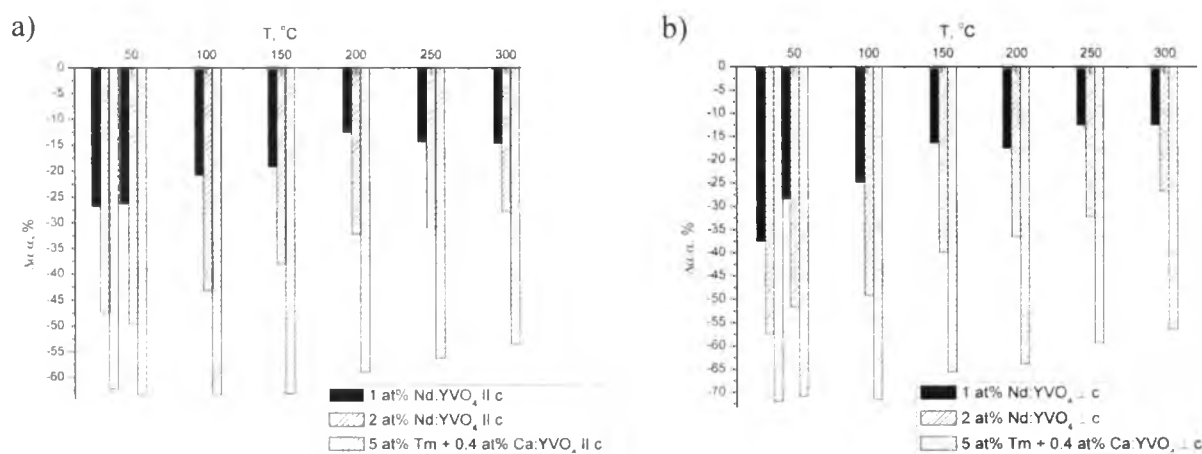 a)
T, °C
50 100 150 200 250 300
0
-5
-10
-15
-20
-25
-30
-35
-40
-45
-50
-55
-60
Δα/α, %
1 at% Nd:YVO₄ || c
2 at% Nd:YVO₄ || c
5 at% Tm + 0.4 at% Ca:YVO₄ || c
b)
T, °C
50 100 150 200 250 300
0
-5
-10
-15
-20
-25
-30
-35
-40
-45
-50
-55
-60
-65
-70
Δα/α, %
1 at% Nd:YVO₄ ⊥ c
2 at% Nd:YVO₄ ⊥ c
5 at% Tm + 0.4 at% Ca:YVO₄ ⊥ c